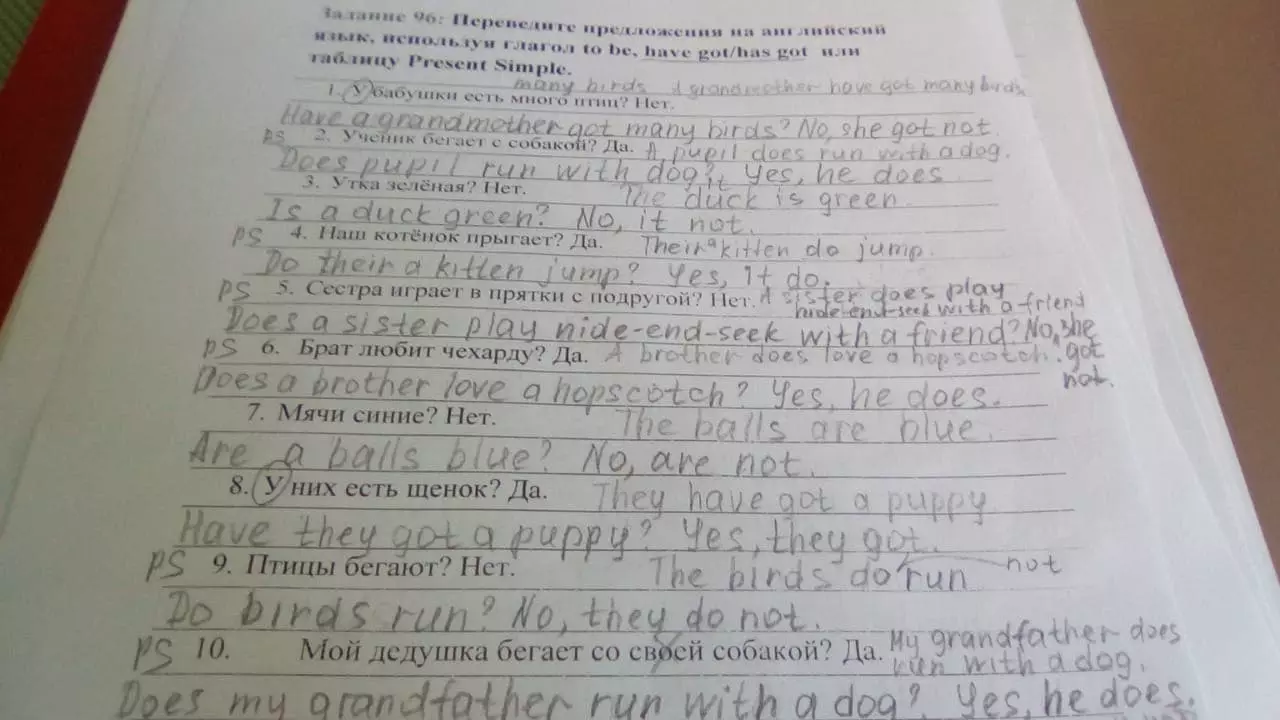 Задание 96: Переведите предложения на английский
язык, используя глагол to be, have got/has got или
таблицу Present Simple.
many birds A grandmother have got many birds
1. У бабушки есть много птиц? Нет.
Have a grandmother got many birds? No, she got not.
PS 2. Ученик бегает с собакой? Да. A pupil does run with a dog.
Does pupil run with dog? Yes, he does
3. Утка зелёная? Нет. The duck is green.
Is a duck green? No, it not.
PS 4. Наш котёнок прыгает? Да. Their a kitten do jump.
Do their a kitten jump? Yes, it do.
PS 5. Сестра играет в прятки с подругой? Нет. A sister does play
hide-end-seek with a friend
Does a sister play hide-end-seek with a friend? No, she
got not.
PS 6. Брат любит чехарду? Да. A brother does love a hopscotch.
Does a brother love a hopscotch? Yes, he does.
7. Мячи синие? Нет. The balls are blue.
Are a balls blue? No, are not.
8. У них есть щенок? Да. They have got a puppy
Have they got a puppy? Yes, they got.
PS 9. Птицы бегают? Нет. The birds do run not
Do birds run? No, they do not.
PS 10. Мой дедушка бегает со своей собакой? Да. My grandfather does
run with a dog.
Does my grandfather run with a dog? Yes, he does.